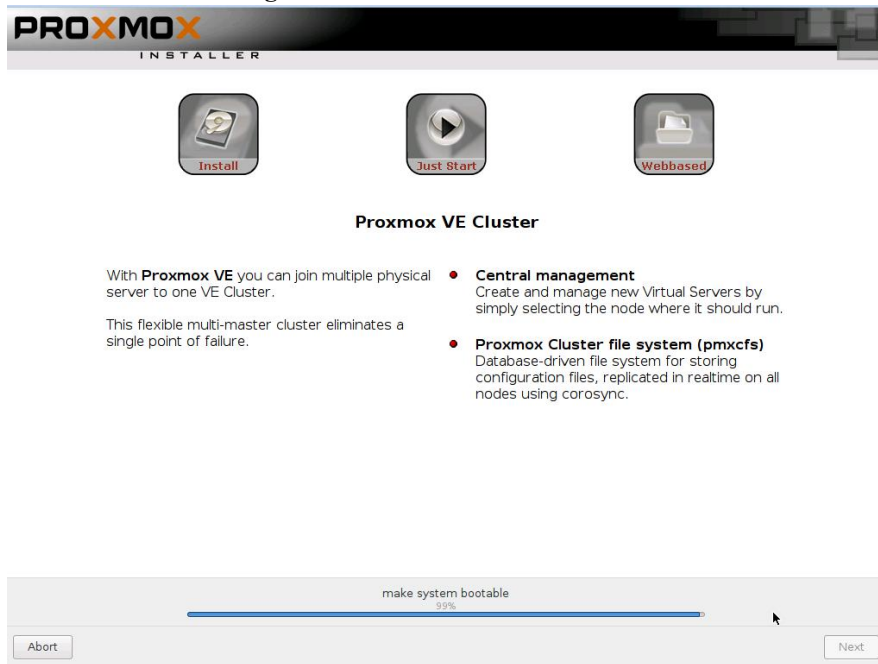 PROXMOX
INSTALLER
Install
Just Start
Webbased
Proxmox VE Cluster
With Proxmox VE you can join multiple physical
server to one VE Cluster.
This flexible multi-master cluster eliminates a
single point of failure.
Central management
Create and manage new Virtual Servers by
simply selecting the node where it should run.
Proxmox Cluster file system (pmxcfs)
Database-driven file system for storing
configuration files, replicated in realtime on all
nodes using corosync.
make system bootable
99%
Abort
Next